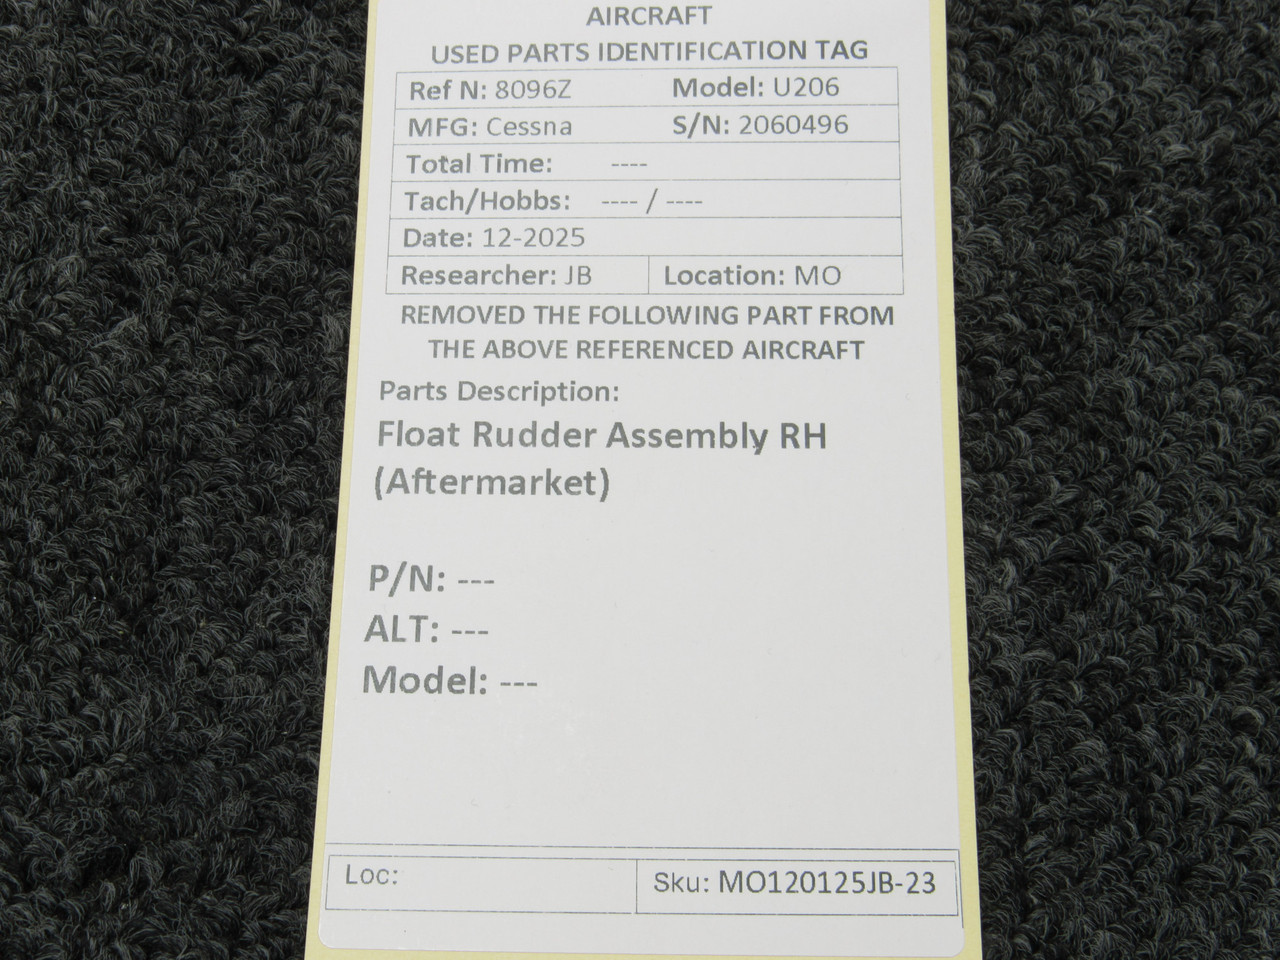 AIRCRAFT
USED PARTS IDENTIFICATION TAG
Ref N: 8096Z Model: U206
MFG: Cessna S/N: 2060496
Total Time: ----
Tach/Hobbs: ---- / ----
Date: 12-2025
Researcher: JB Location: MO
REMOVED THE FOLLOWING PART FROM
THE ABOVE REFERENCED AIRCRAFT
Parts Description:
Float Rudder Assembly RH
(Aftermarket)
P/N: ---
ALT: ---
Model: ---
Loc: Sku: MO120125JB-23